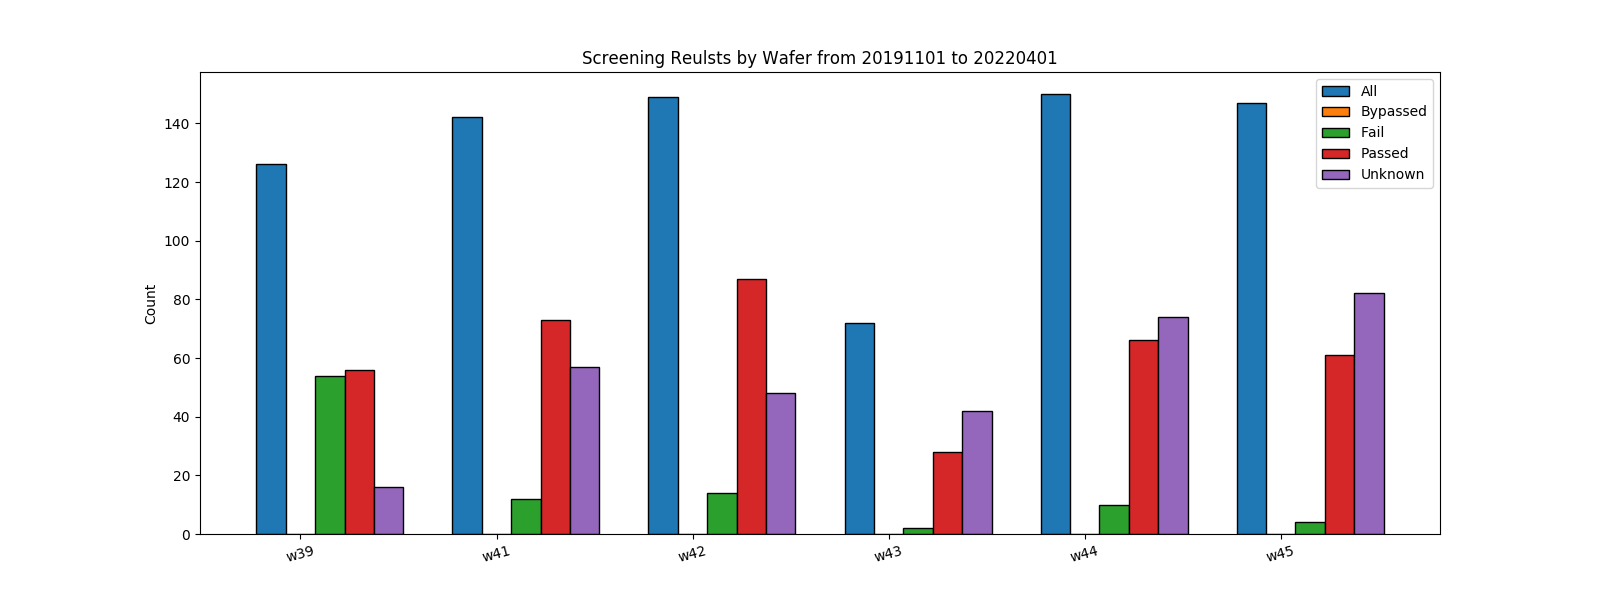 Screening Reulsts by Wafer from 20191101 to 20220401
All
Bypassed
Fail
Passed
Unknown
Count
140
120
100
80
60
40
20
0
w39
w41
w42
w43
w44
w45